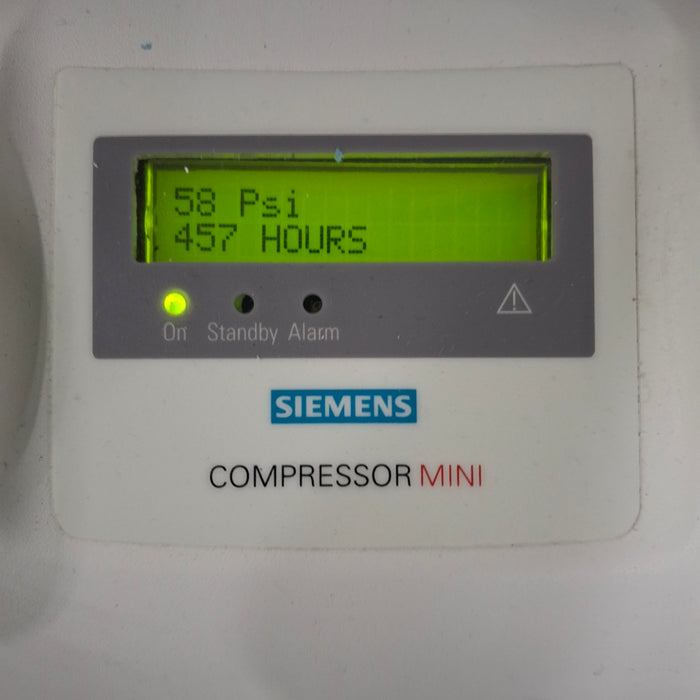 58 Psi
457 HOURS
On Standby Alarm
SIEMENS
COMPRESSOR MINI